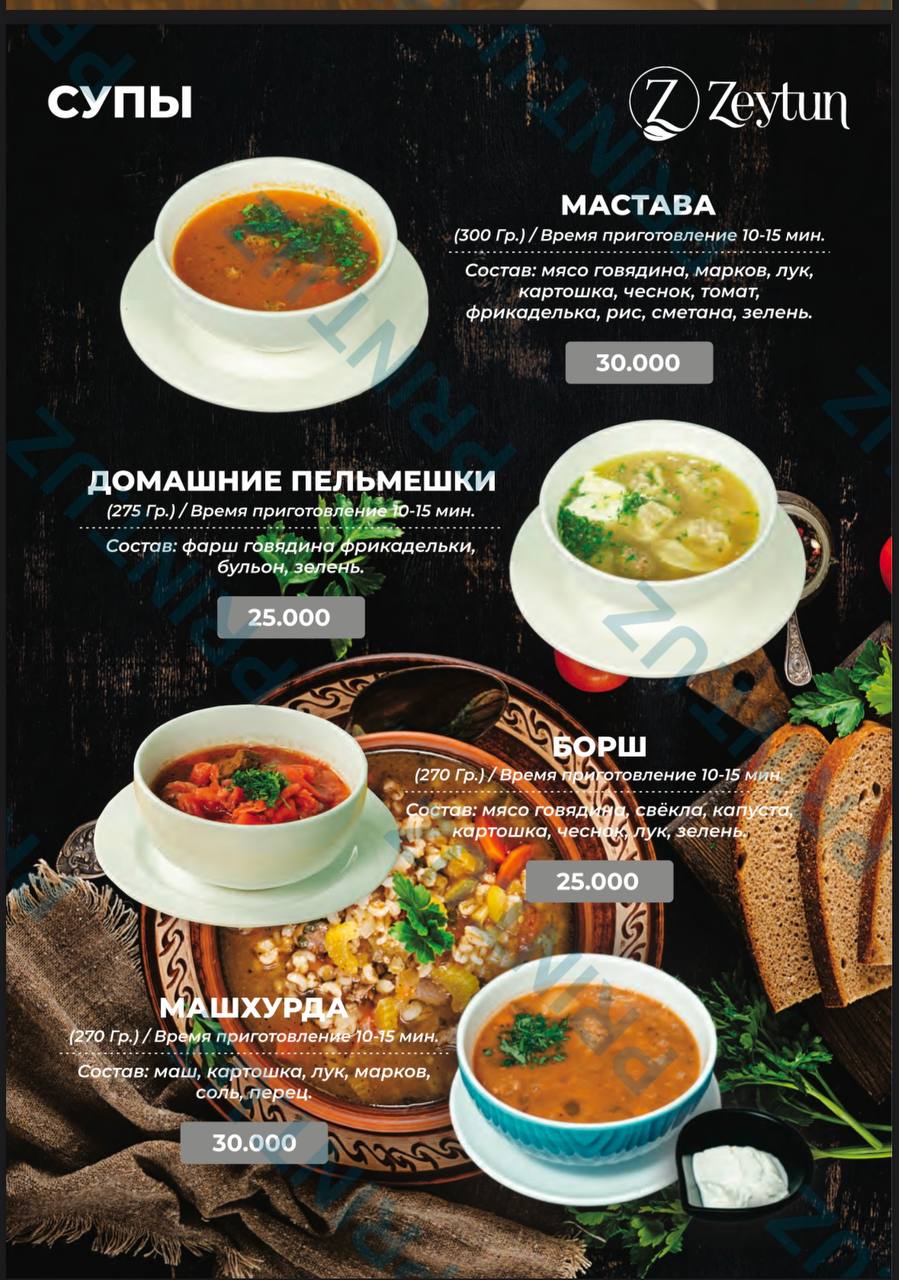 СУПЫ
Zeytun
МАСТАВА
(300 Гр.) / Время приготовление 10-15 мин.
Состав: мясо говядина, марков, лук,
картошка, чеснок, томат,
фрикаделька, рис, сметана, зелень.
30.000
ДОМАШНИЕ ПЕЛЬМЕШКИ
(275 Гр.) / Время приготовление 10-15 мин.
Состав: фарш говядина фрикадельки,
бульон, зелень.
25.000
БОРШ
(270 Гр.) / Время приготовление 10-15 мин.
Состав: мясо говядина, свёкла, капуста,
картошка, чеснок, лук, зелень.
25.000
МАШХУРДА
(270 Гр.) / Время приготовление 10-15 мин.
Состав: маш, картошка, лук, марков,
соль, перец.
30.000